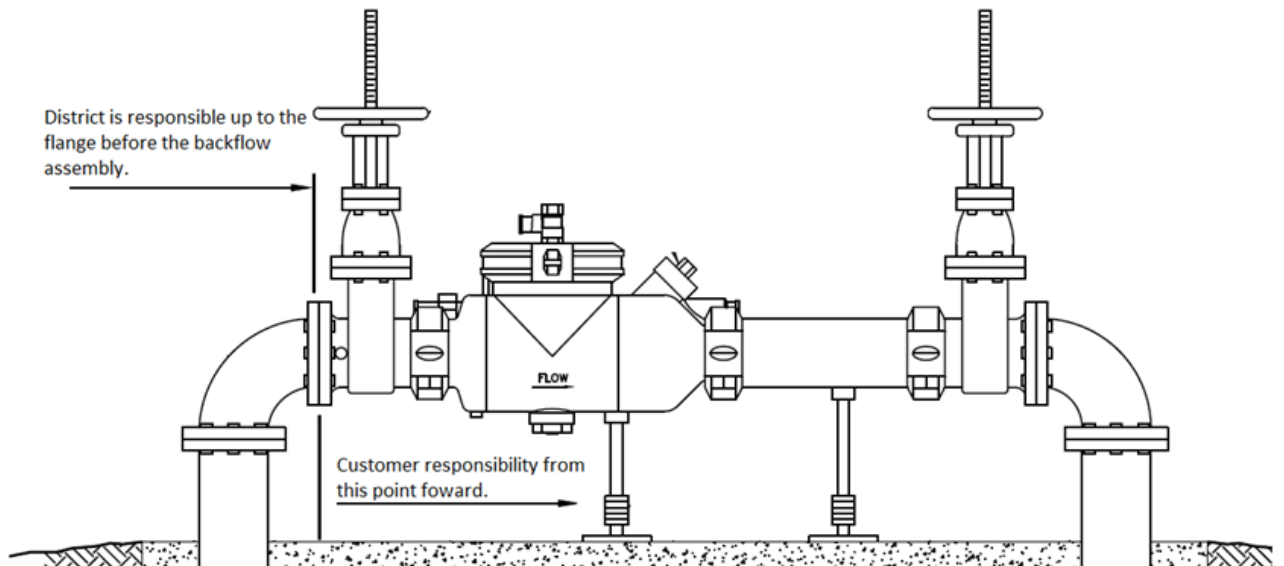 District is responsible up to the
flange before the backflow
assembly.
FLOW
Customer responsibility from
this point foward.